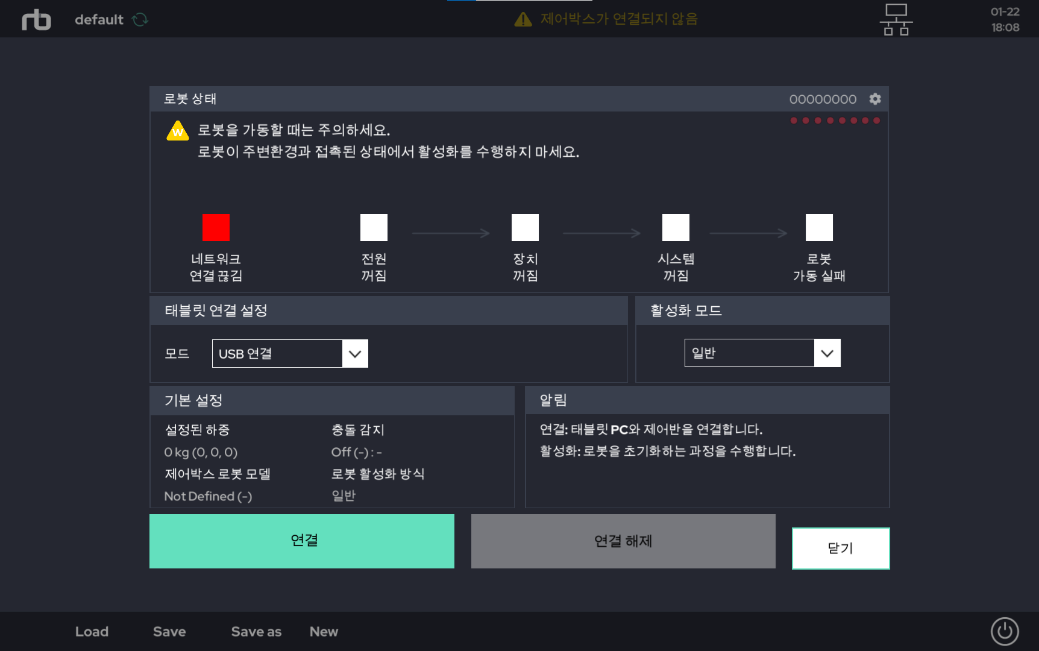 rb default
제어박스가 연결되지 않음
01-22
18:08
로봇 상태
00000000
W
로봇을 가동할 때는 주의하세요.
로봇이 주변환경과 접촉된 상태에서 활성화를 수행하지 마세요.
네트워크
연결 끊김
전원
꺼짐
장치
꺼짐
시스템
꺼짐
로봇
가동 실패
태블릿 연결 설정
모드 USB 연결
활성화 모드
일반
기본 설정
설정된 하중
0 kg (0, 0, 0)
충돌 감지
Off (-) : -
제어박스 로봇 모델
Not Defined (-)
로봇 활성화 방식
일반
알림
연결: 태블릿 PC와 제어반을 연결합니다.
활성화: 로봇을 초기화하는 과정을 수행합니다.
연결
연결 해제
닫기
Load Save Save as New